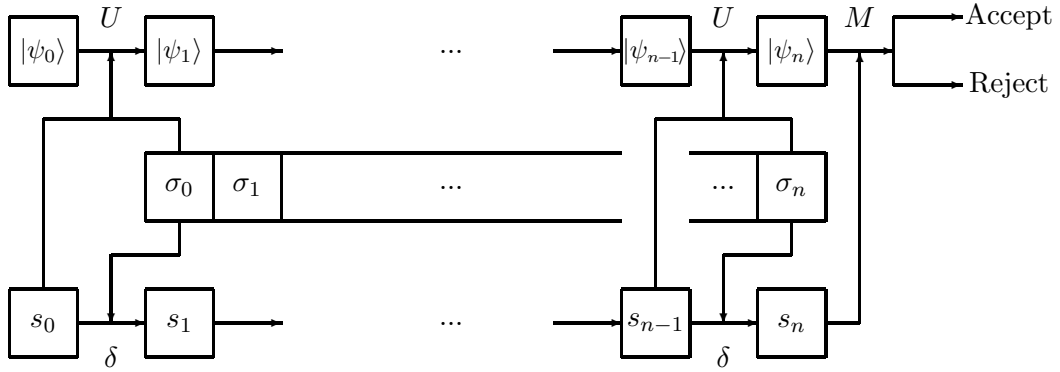 U U M Accept
|ψ₀⟩ |ψ₁⟩ ... |ψₙ₋₁⟩ |ψₙ⟩
Reject
σ₀ σ₁ ... ... σₙ
s₀ s₁ ... sₙ₋₁ sₙ
δ δ